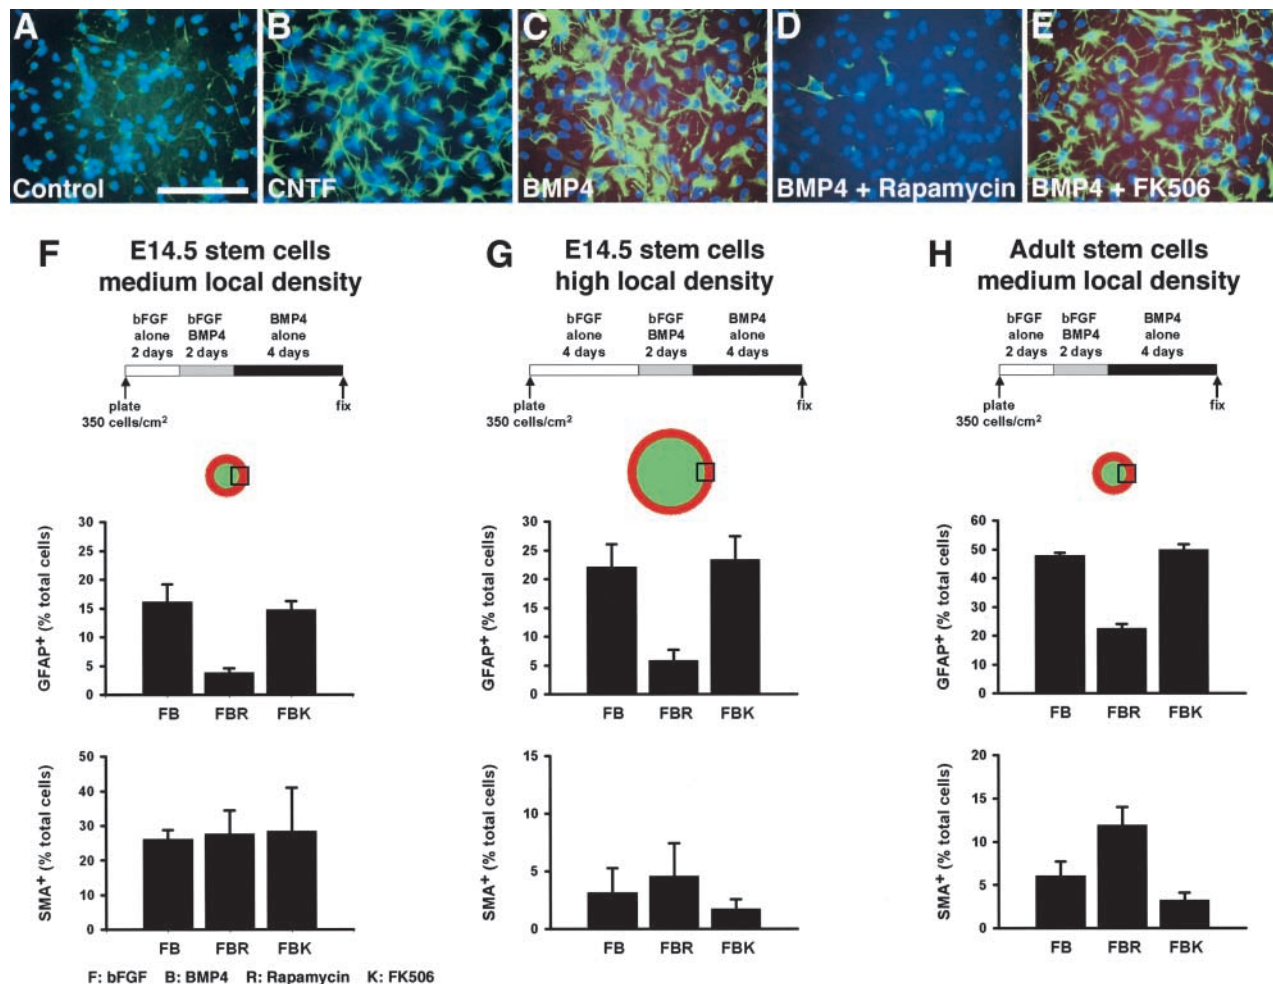 A
B
C
D
E
Control
CNTF
BMP4
BMP4 + Rapamycin
BMP4 + FK506
F
E14.5 stem cells
medium local density
bFGF alone 2 days
bFGF BMP4 2 days
BMP4 alone 4 days
plate
350 cells/cm²
fix
GFAP⁺ (% total cells)
30
25
20
15
10
5
0
FB FBR FBK
SMA⁺ (% total cells)
50
40
30
20
10
0
FB FBR FBK
G
E14.5 stem cells
high local density
bFGF alone 4 days
bFGF BMP4 2 days
BMP4 alone 4 days
plate
350 cells/cm²
fix
GFAP⁺ (% total cells)
30
25
20
15
10
5
0
FB FBR FBK
SMA⁺ (% total cells)
15
10
5
0
FB FBR FBK
H
Adult stem cells
medium local density
bFGF alone 2 days
bFGF BMP4 2 days
BMP4 alone 4 days
plate
350 cells/cm²
fix
GFAP⁺ (% total cells)
60
50
40
30
20
10
0
FB FBR FBK
SMA⁺ (% total cells)
20
15
10
5
0
FB FBR FBK
F: bFGF B: BMP4 R: Rapamycin K: FK506